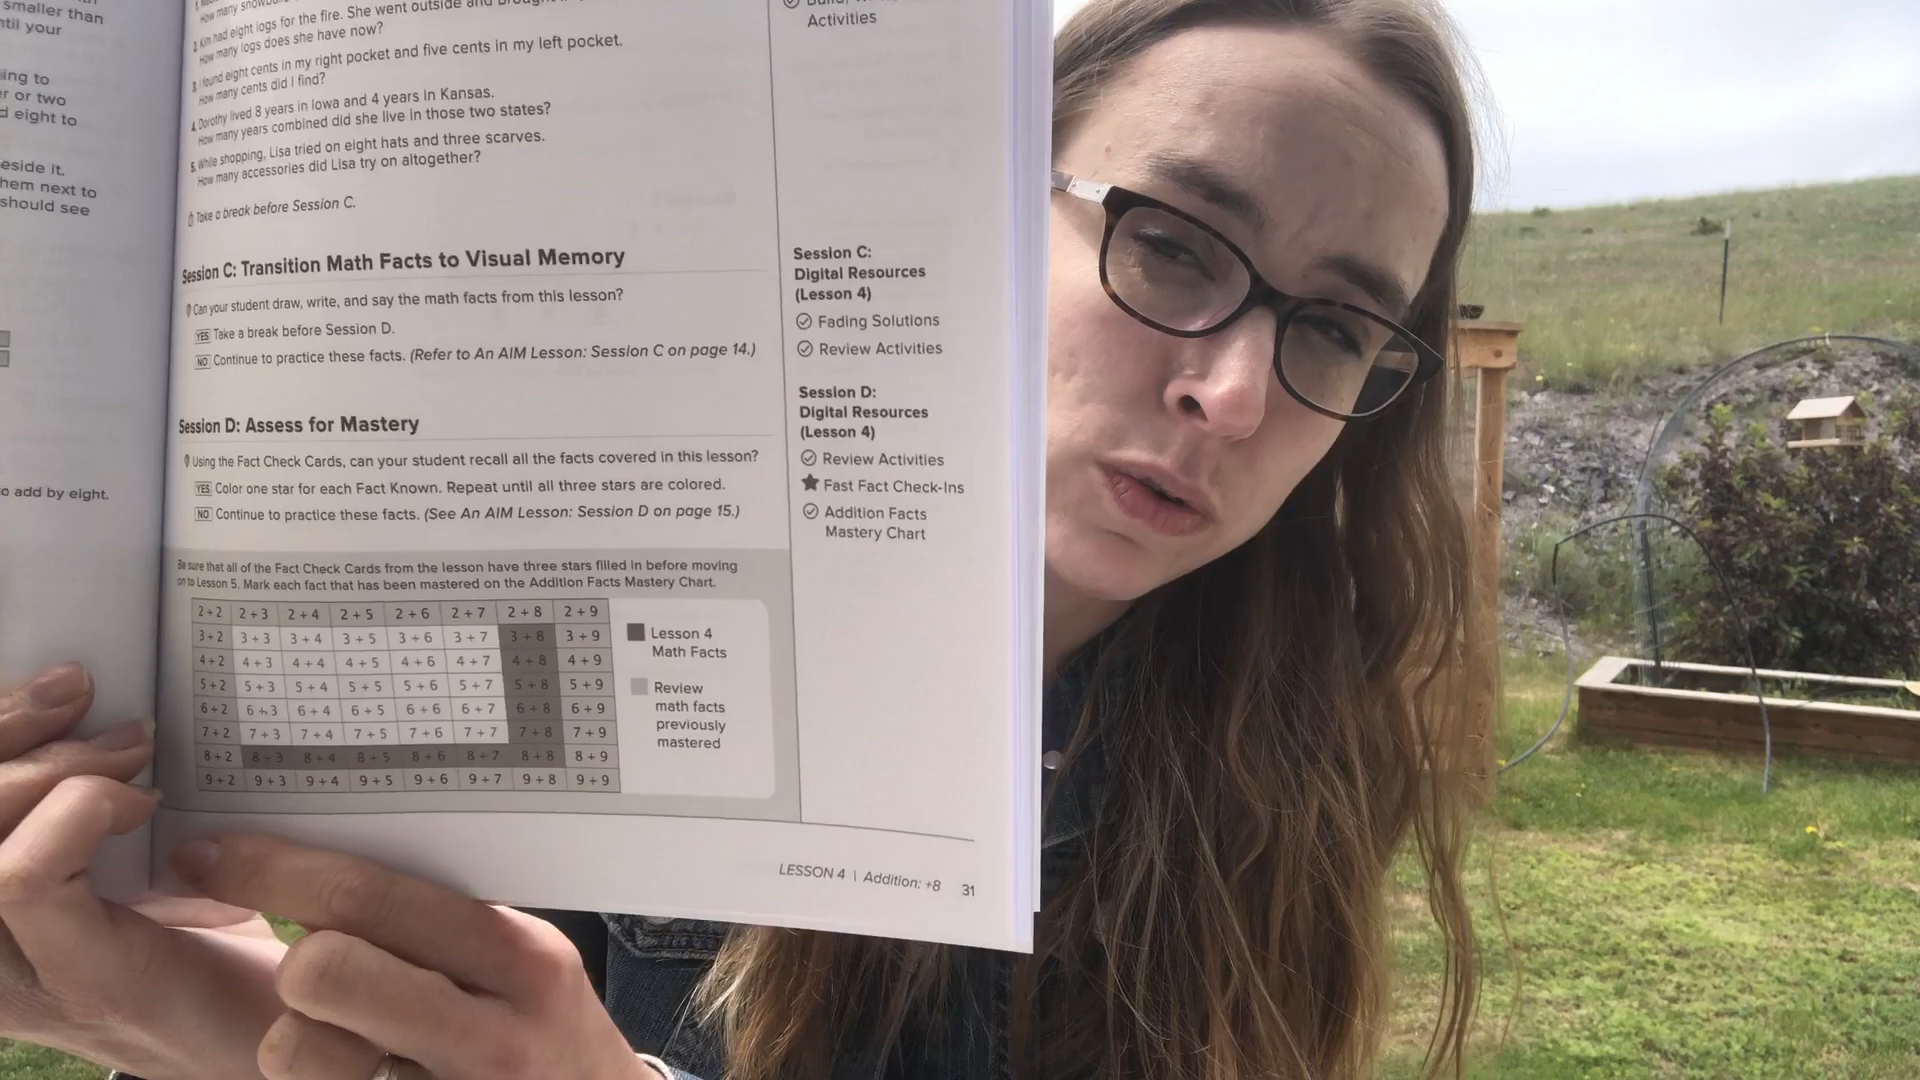 smaller than
til your
ing to
r or two
d eight to
eside it.
hem next to
should see
o add by eight.
How many
2. Kim had eight logs for the fire. She went outside and
How many logs does she have now?
3. I found eight cents in my right pocket and five cents in my left pocket.
How many cents did I find?
4. Dorothy lived 8 years in Iowa and 4 years in Kansas.
How many years combined did she live in those two states?
5. While shopping, Lisa tried on eight hats and three scarves.
How many accessories did Lisa try on altogether?
Take a break before Session C.
Session C: Transition Math Facts to Visual Memory
Can your student draw, write, and say the math facts from this lesson?
YES Take a break before Session D.
NO Continue to practice these facts. (Refer to An AIM Lesson: Session C on page 14.)
Session D: Assess for Mastery
Using the Fact Check Cards, can your student recall all the facts covered in this lesson?
YES Color one star for each Fact Known. Repeat until all three stars are colored.
NO Continue to practice these facts. (See An AIM Lesson: Session D on page 15.)
Be sure that all of the Fact Check Cards from the lesson have three stars filled in before moving
on to Lesson 5. Mark each fact that has been mastered on the Addition Facts Mastery Chart.
2+2 2+3 2+4 2+5 2+6 2+7 2+8 2+9
3+2 3+3 3+4 3+5 3+6 3+7 3+8 3+9
4+2 4+3 4+4 4+5 4+6 4+7 4+8 4+9
5+2 5+3 5+4 5+5 5+6 5+7 5+8 5+9
6+2 6+3 6+4 6+5 6+6 6+7 6+8 6+9
7+2 7+3 7+4 7+5 7+6 7+7 7+8 7+9
8+2 8+3 8+4 8+5 8+6 8+7 8+8 8+9
9+2 9+3 9+4 9+5 9+6 9+7 9+8 9+9
Lesson 4
Math Facts
Review
math facts
previously
mastered
Activities
Session C:
Digital Resources
(Lesson 4)
Fading Solutions
Review Activities
Session D:
Digital Resources
(Lesson 4)
Review Activities
Fast Fact Check-Ins
Addition Facts
Mastery Chart
LESSON 4 | Addition: +8 31